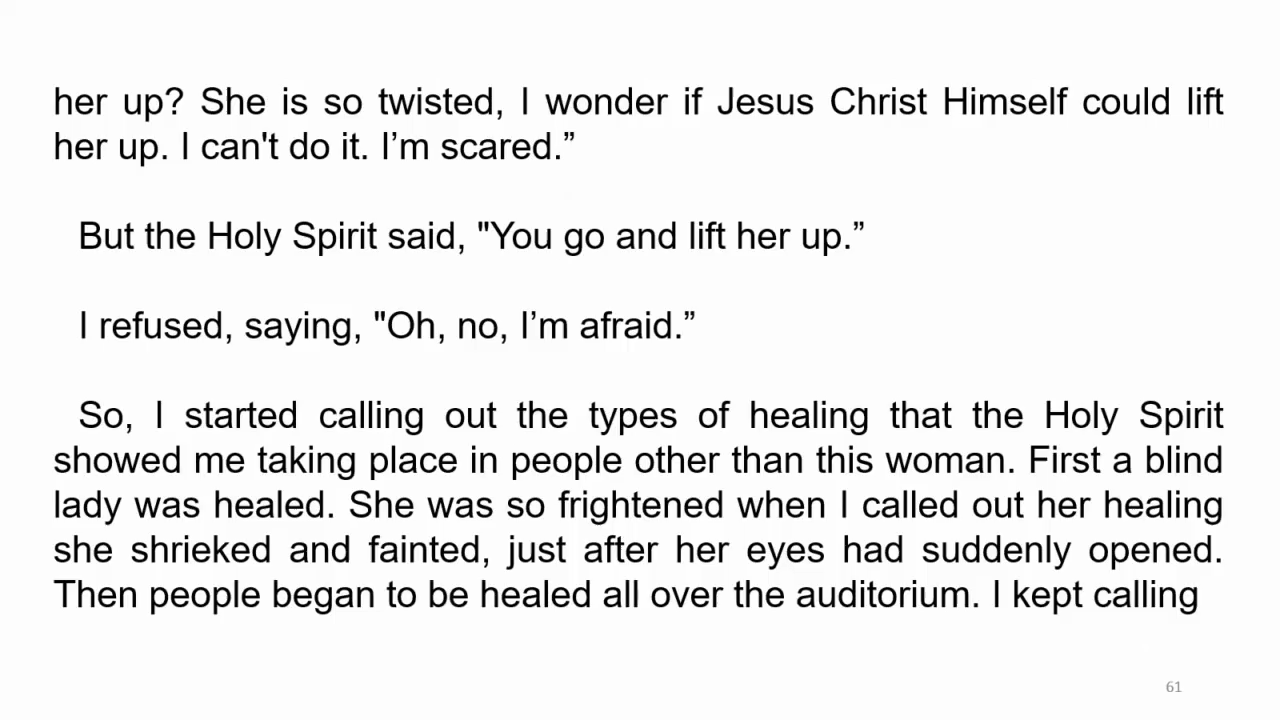 her up? She is so twisted, I wonder if Jesus Christ Himself could lift
her up. I can't do it. I’m scared.”
But the Holy Spirit said, "You go and lift her up.”
I refused, saying, "Oh, no, I’m afraid.”
So, I started calling out the types of healing that the Holy Spirit
showed me taking place in people other than this woman. First a blind
lady was healed. She was so frightened when I called out her healing
she shrieked and fainted, just after her eyes had suddenly opened.
Then people began to be healed all over the auditorium. I kept calling
61